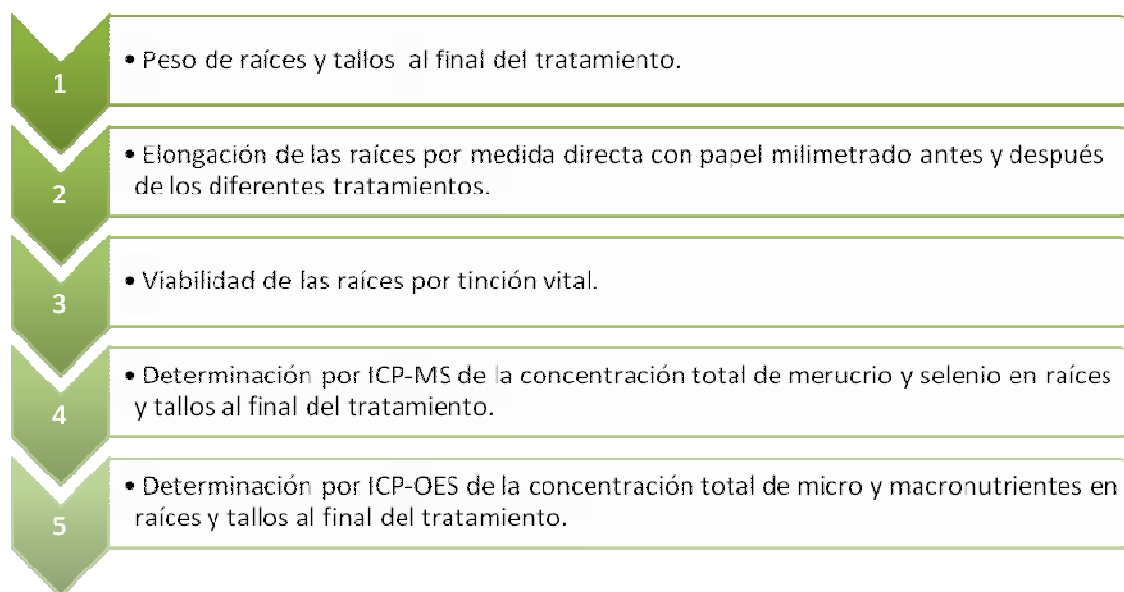 1
• Peso de raíces y tallos al final del tratamiento.
2
• Elongación de las raíces por medida directa con papel milimetrado antes y después
de los diferentes tratamientos.
3
• Viabilidad de las raíces por tinción vital.
4
• Determinación por ICP-MS de la concentración total de merucrio y selenio en raíces
y tallos al final del tratamiento.
5
• Determinación por ICP-OES de la concentración total de micro y macronutrientes en
raíces y tallos al final del tratamiento.